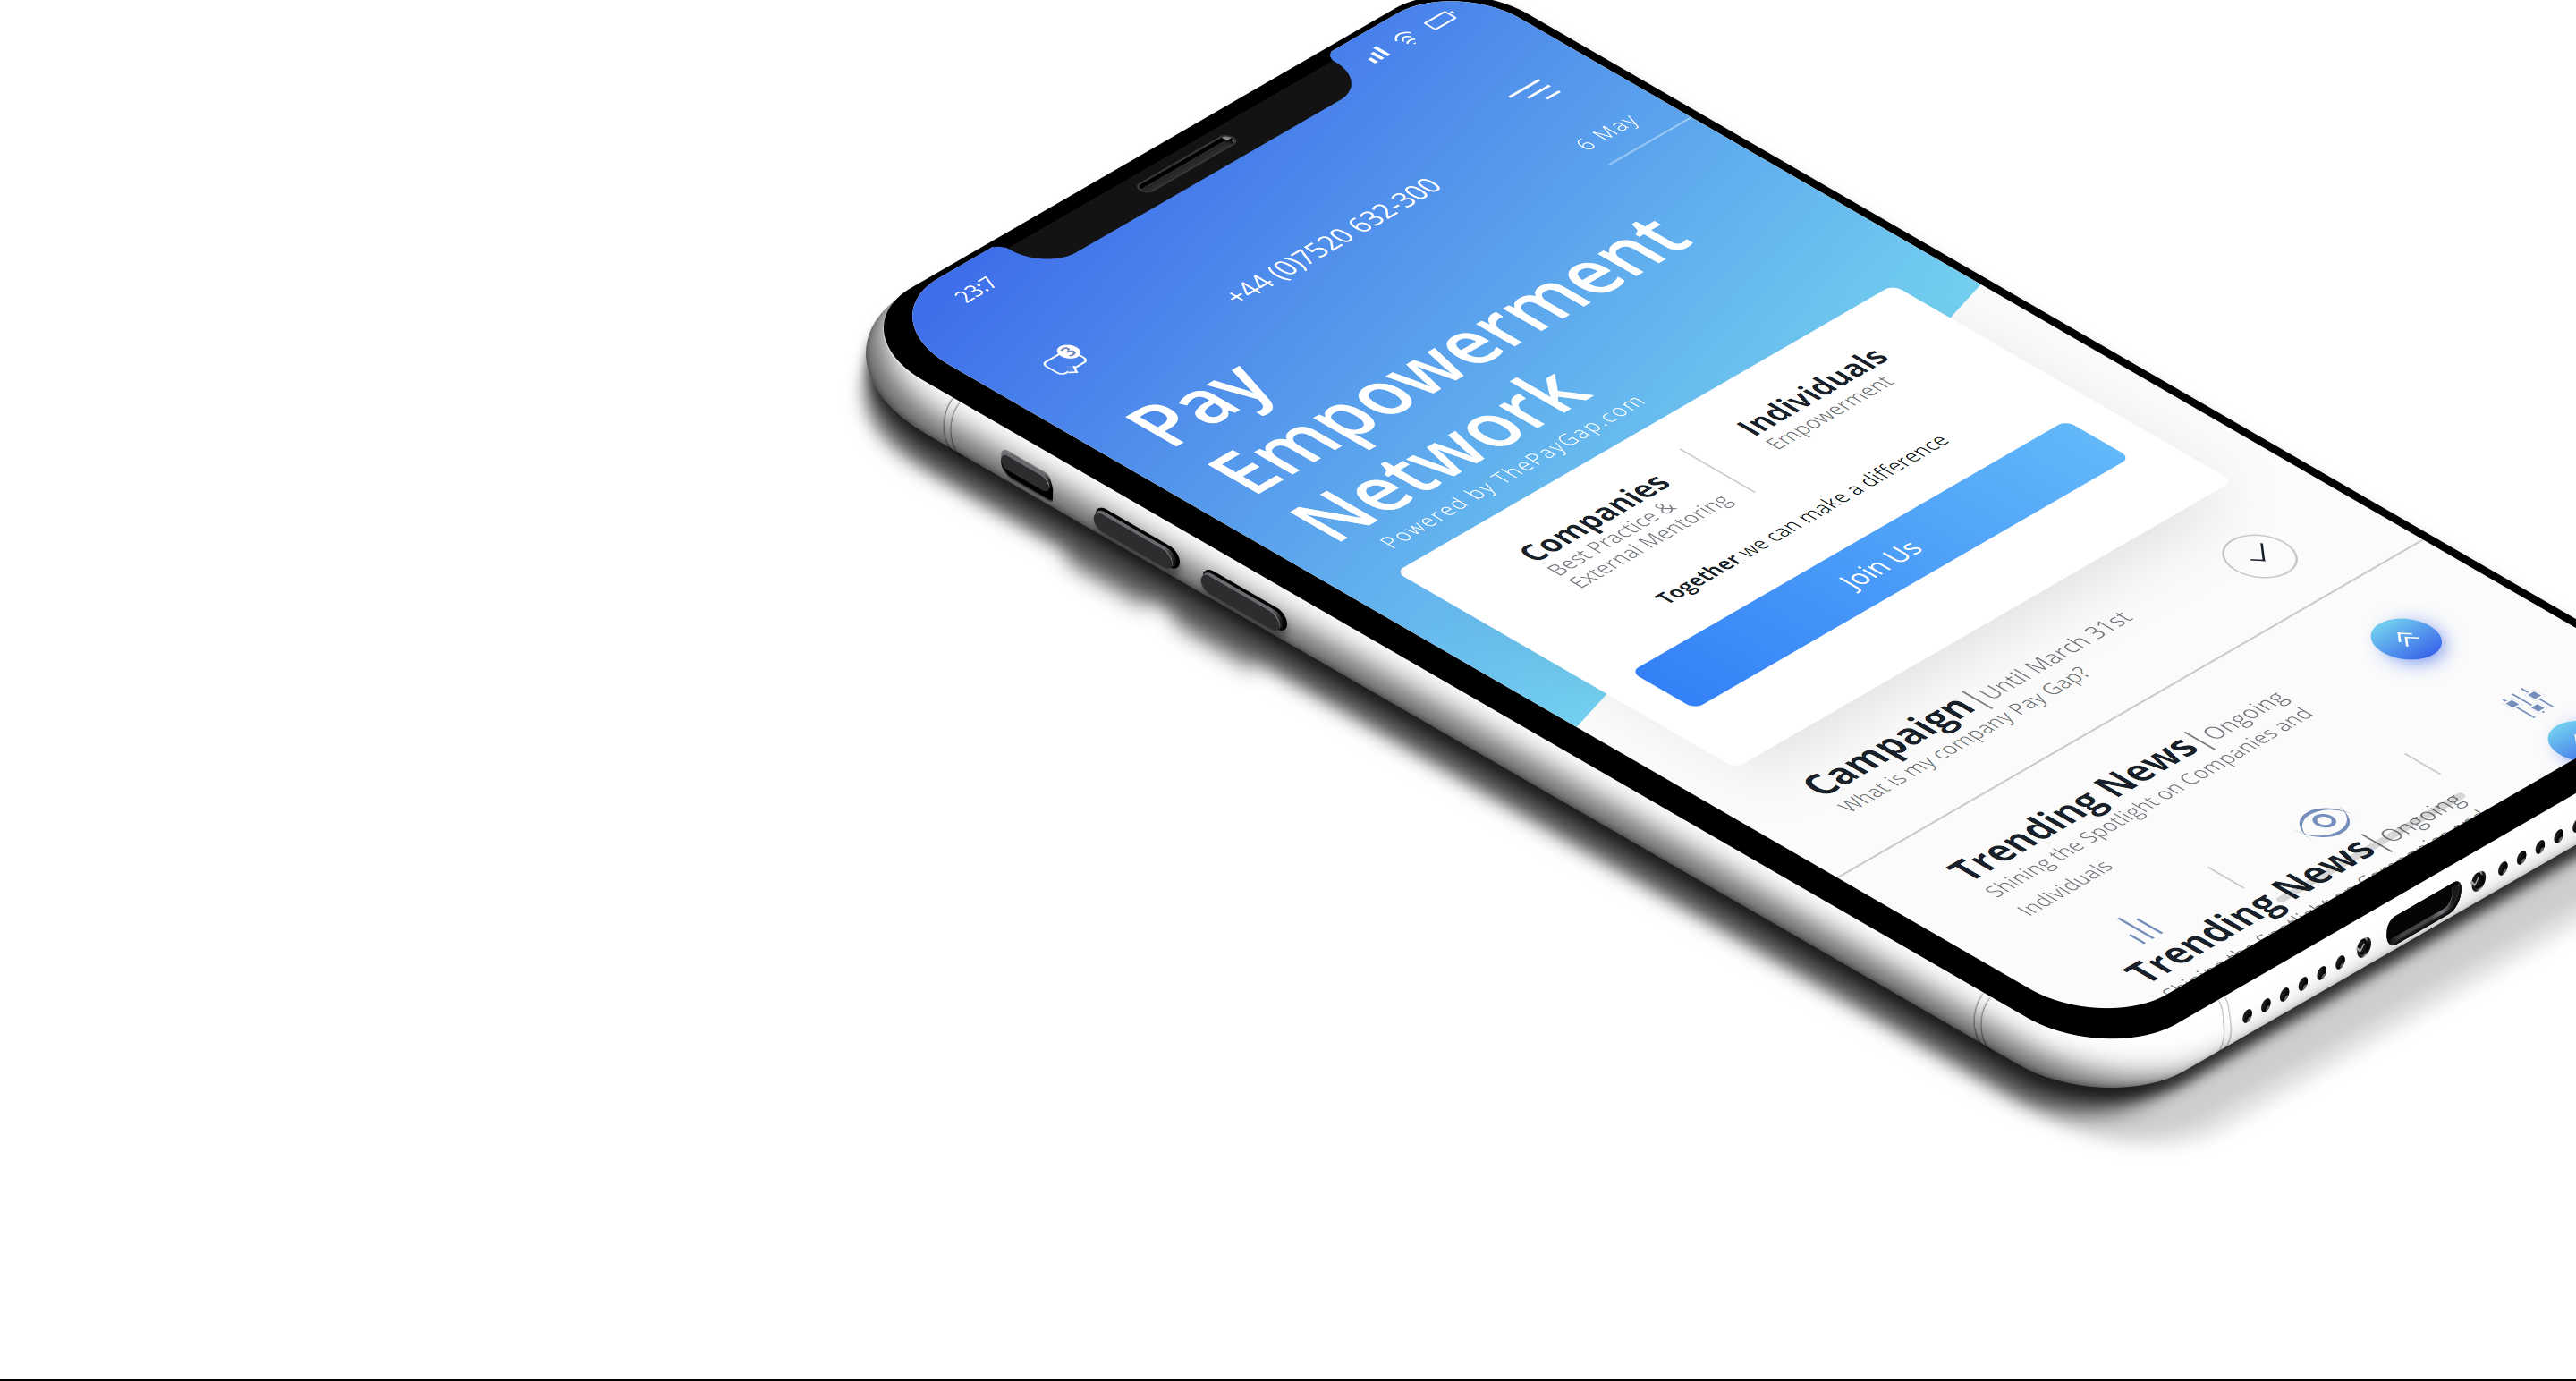 23:7
3
+44 (0)7520 632-300
6 May
Pay
Empowerment
Network
Powered by ThePayGap.com
Companies
Best Practice &
External Mentoring
Individuals
Empowerment
Together we can make a difference
Join Us
Campaign | Until March 31st
What is my company Pay Gap?
Trending News | Ongoing
Shining the Spotlight on Companies and
Individuals
Trending News | Ongoing